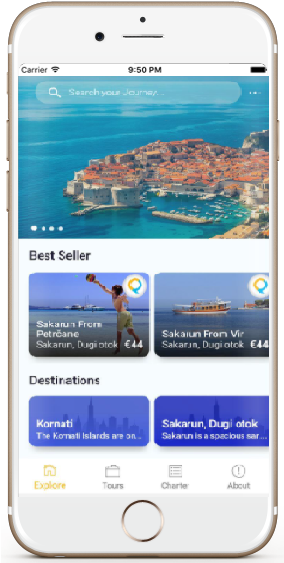 Carrier 9:50 PM
Search your Journey...
Best Seller
Sakarun From
Petrčane
Sakarun, Dugi otok €44
Sakarun From Vir
Sakarun, Dugi otok €44
Destinations
Kornati
The Kornati Islands are an...
Sakarun, Dugi otok
Sakarun is a spacious san...
Explore Tours Charter About